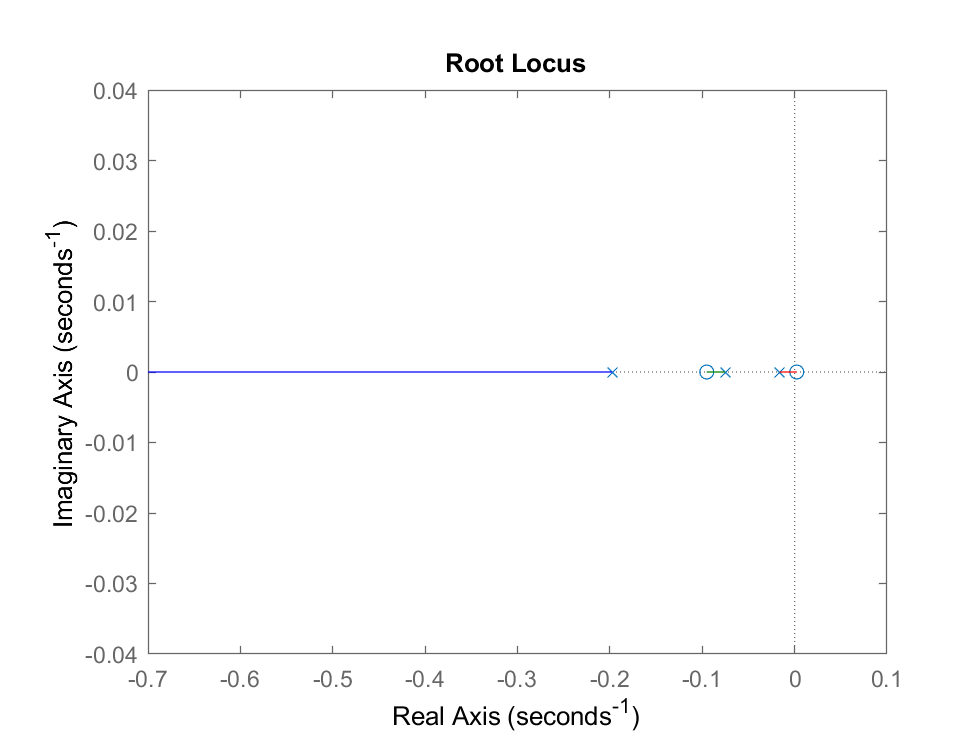 Root Locus
0.04
0.03
0.02
0.01
0
-0.01
-0.02
-0.03
-0.04
Imaginary Axis (seconds-1)
-0.7 -0.6 -0.5 -0.4 -0.3 -0.2 -0.1 0 0.1
Real Axis (seconds-1)